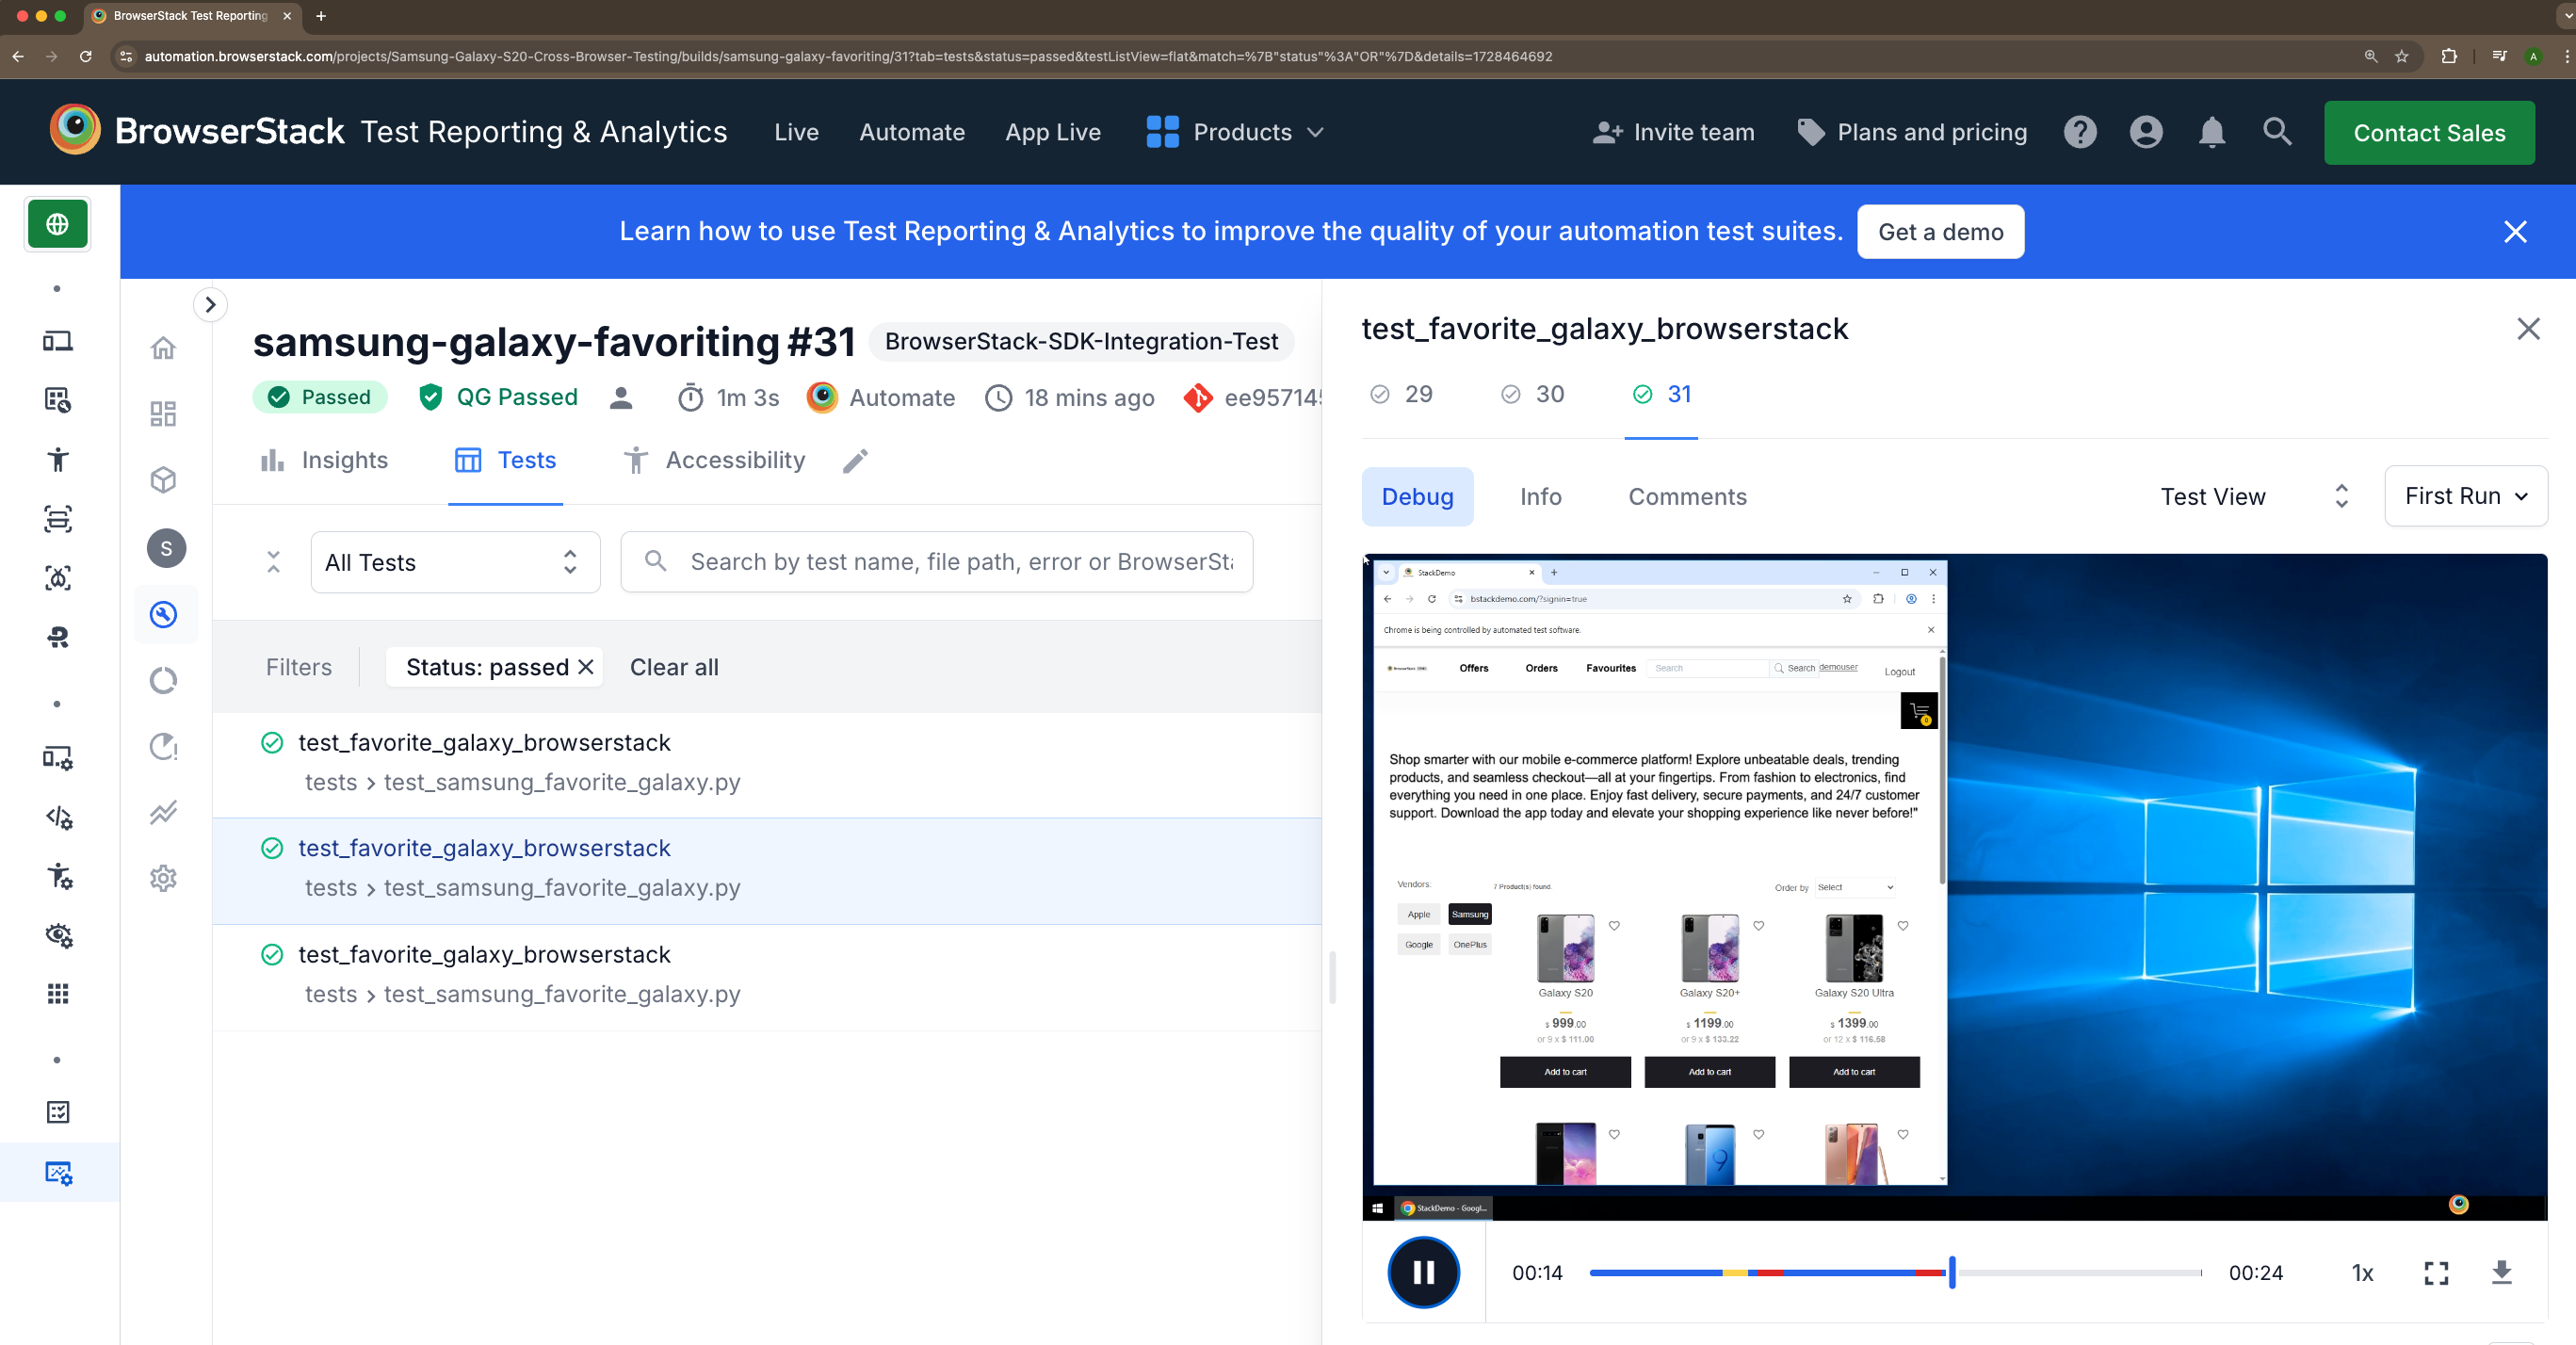 BrowserStack Test Reporting
automation.browserstack.com/projects/Samsung-Galaxy-S20-Cross-Browser-Testing/builds/samsung-galaxy-favoriting/31?tab=tests&status=passed&testListView=flat&match=%7B"status"%3A"OR"%7D&details=1728464692
A
BrowserStack Test Reporting & Analytics
Live
Automate
App Live
Products
Invite team
Plans and pricing
Contact Sales
Learn how to use Test Reporting & Analytics to improve the quality of your automation test suites.
Get a demo
samsung-galaxy-favoriting #31
BrowserStack-SDK-Integration-Test
Passed
QG Passed
1m 3s
Automate
18 mins ago
ee95714
Insights
Tests
Accessibility
S
All Tests
Search by test name, file path, error or BrowserSta
Filters
Status: passed
Clear all
test_favorite_galaxy_browserstack
tests > test_samsung_favorite_galaxy.py
test_favorite_galaxy_browserstack
tests > test_samsung_favorite_galaxy.py
test_favorite_galaxy_browserstack
tests > test_samsung_favorite_galaxy.py
test_favorite_galaxy_browserstack
29
30
31
Debug
Info
Comments
Test View
First Run
StackDemo
bstackdemo.com/?signin=true
Chrome is being controlled by automated test software.
Offers
Orders
Favourites
Search
Search
demouser
Logout
0
Shop smarter with our mobile e-commerce platform! Explore unbeatable deals, trending
products, and seamless checkout—all at your fingertips. From fashion to electronics, find
everything you need in one place. Enjoy fast delivery, secure payments, and 24/7 customer
support. Download the app today and elevate your shopping experience like never before!"
Vendors:
7 Product(s) found.
Order by
Select
Apple
Samsung
Google
OnePlus
Galaxy S20
$ 999.00
or 9 x $ 111.00
Add to cart
Galaxy S20+
$ 1199.00
or 9 x $ 133.22
Add to cart
Galaxy S20 Ultra
$ 1399.00
or 12 x $ 116.58
Add to cart
9
StackDemo - Googl...
00:14
00:24
1x